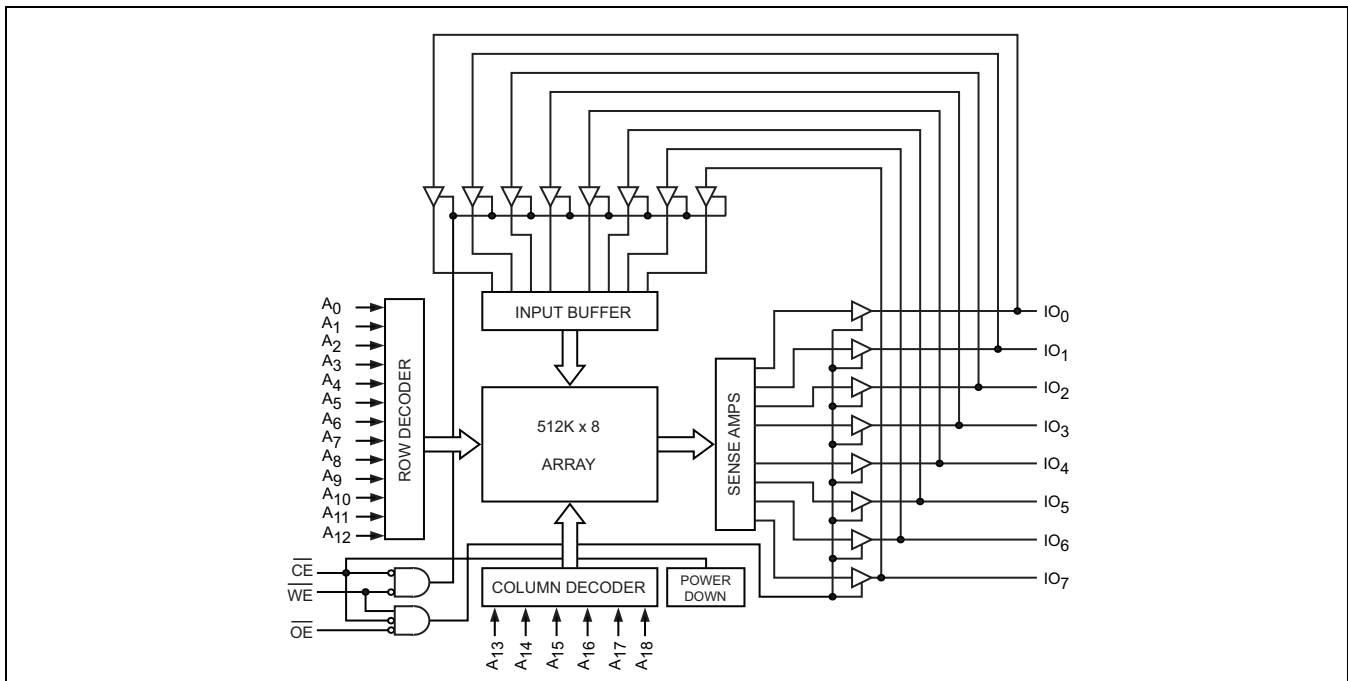 INPUT BUFFER
A0
A1
A2
A3
A4
A5
A6
A7
A8
A9
A10
A11
A12
ROW DECODER
512K x 8
ARRAY
SENSE AMPS
IO0
IO1
IO2
IO3
IO4
IO5
IO6
IO7
CE
WE
OE
COLUMN DECODER
POWER
DOWN
A13
A14
A15
A16
A17
A18